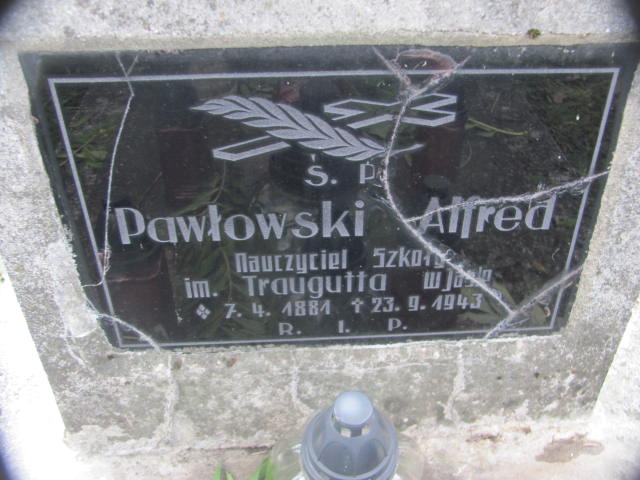 Ś. P.
Pawłowski Alfred
Nauczyciel Szkoły
im. Traugutta w Jaśle
7. 4. 1881 † 23. 9. 1943
R. I. P.